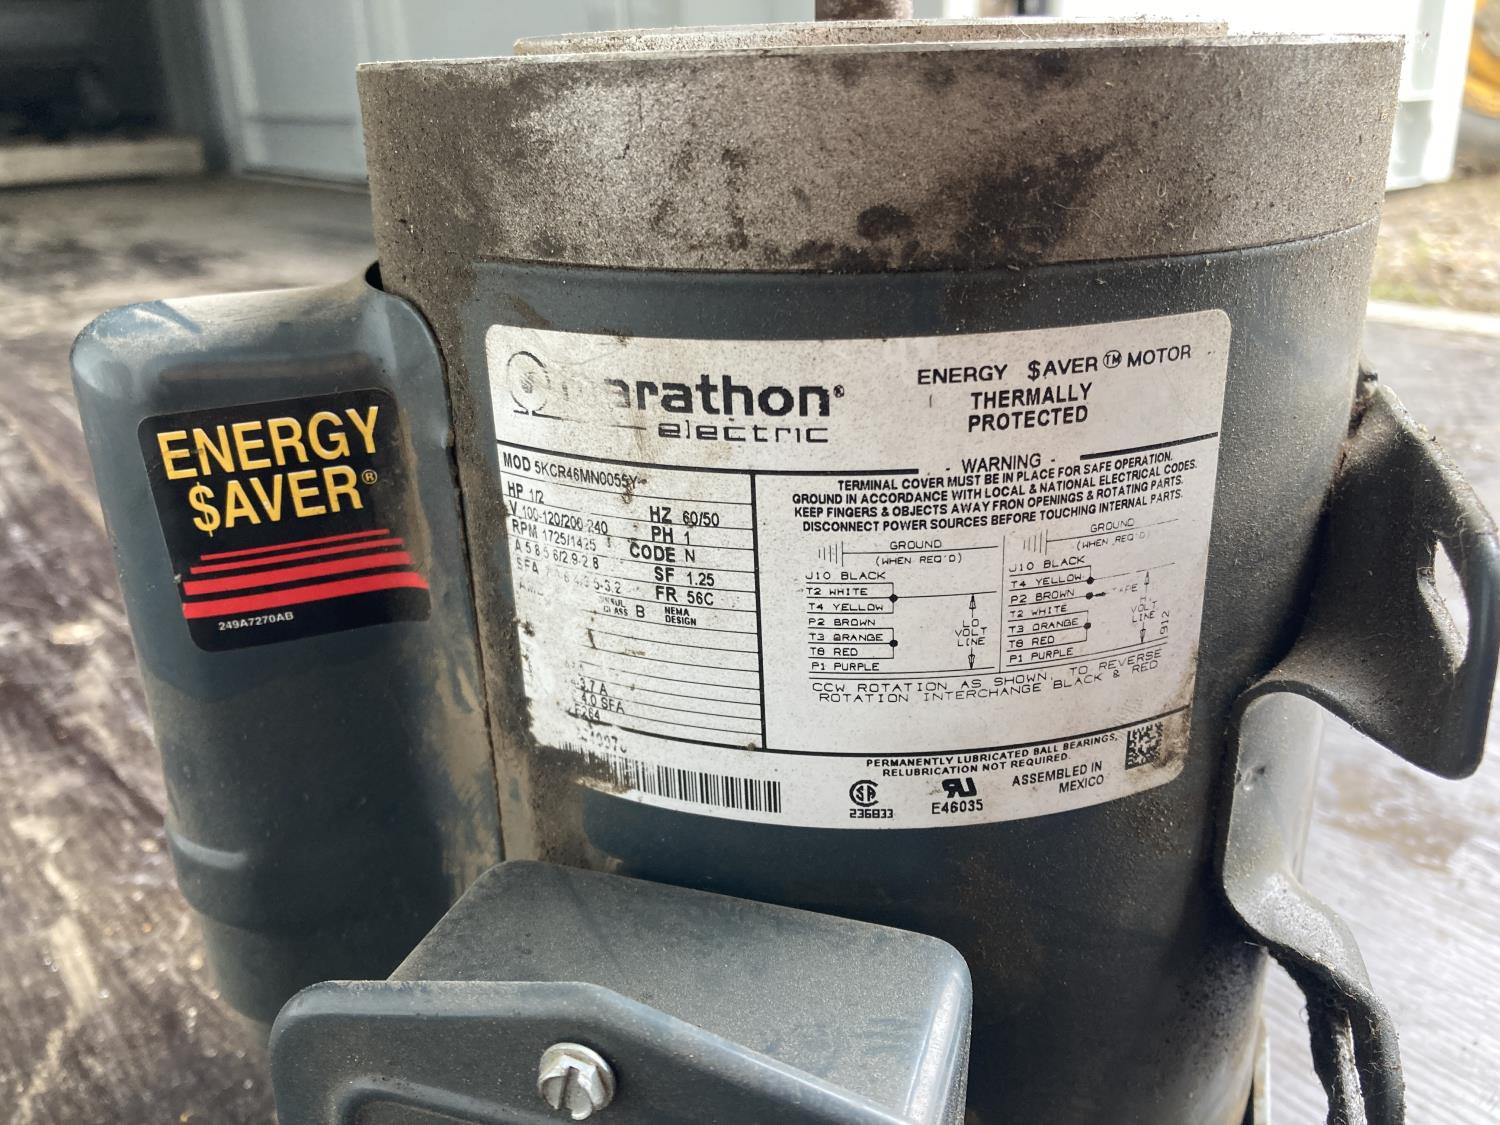 ENERGY
$AVER®
249A7270AB
marathon®
electric
ENERGY $AVER™ MOTOR
THERMALLY
PROTECTED
MOD 5KCR46MN0055Y
HP 1/2
V 100-120/200-240 HZ 60/50
RPM 1725/1425 PH 1
CODE N
SF 1.25
SFA FR 56C
CLASS B NEMA DESIGN
3.7 A
4.0 SFA
- WARNING -
TERMINAL COVER MUST BE IN PLACE FOR SAFE OPERATION.
GROUND IN ACCORDANCE WITH LOCAL & NATIONAL ELECTRICAL CODES.
KEEP FINGERS & OBJECTS AWAY FRON OPENINGS & ROTATING PARTS.
DISCONNECT POWER SOURCES BEFORE TOUCHING INTERNAL PARTS.
GROUND
(WHEN REQ'D)
J10 BLACK
T2 WHITE
T4 YELLOW
P2 BROWN
T3 ORANGE
T8 RED
P1 PURPLE
LO
VOLT
LINE
GROUND
(WHEN REQ'D)
J10 BLACK
T4 YELLOW
P2 BROWN
T2 WHITE
T3 ORANGE
T8 RED
P1 PURPLE
VOLT
LINE
1912
CCW ROTATION AS SHOWN. TO REVERSE
ROTATION INTERCHANGE BLACK & RED
PERMANENTLY LUBRICATED BALL BEARINGS,
RELUBRICATION NOT REQUIRED.
236833
E46035
ASSEMBLED IN
MEXICO